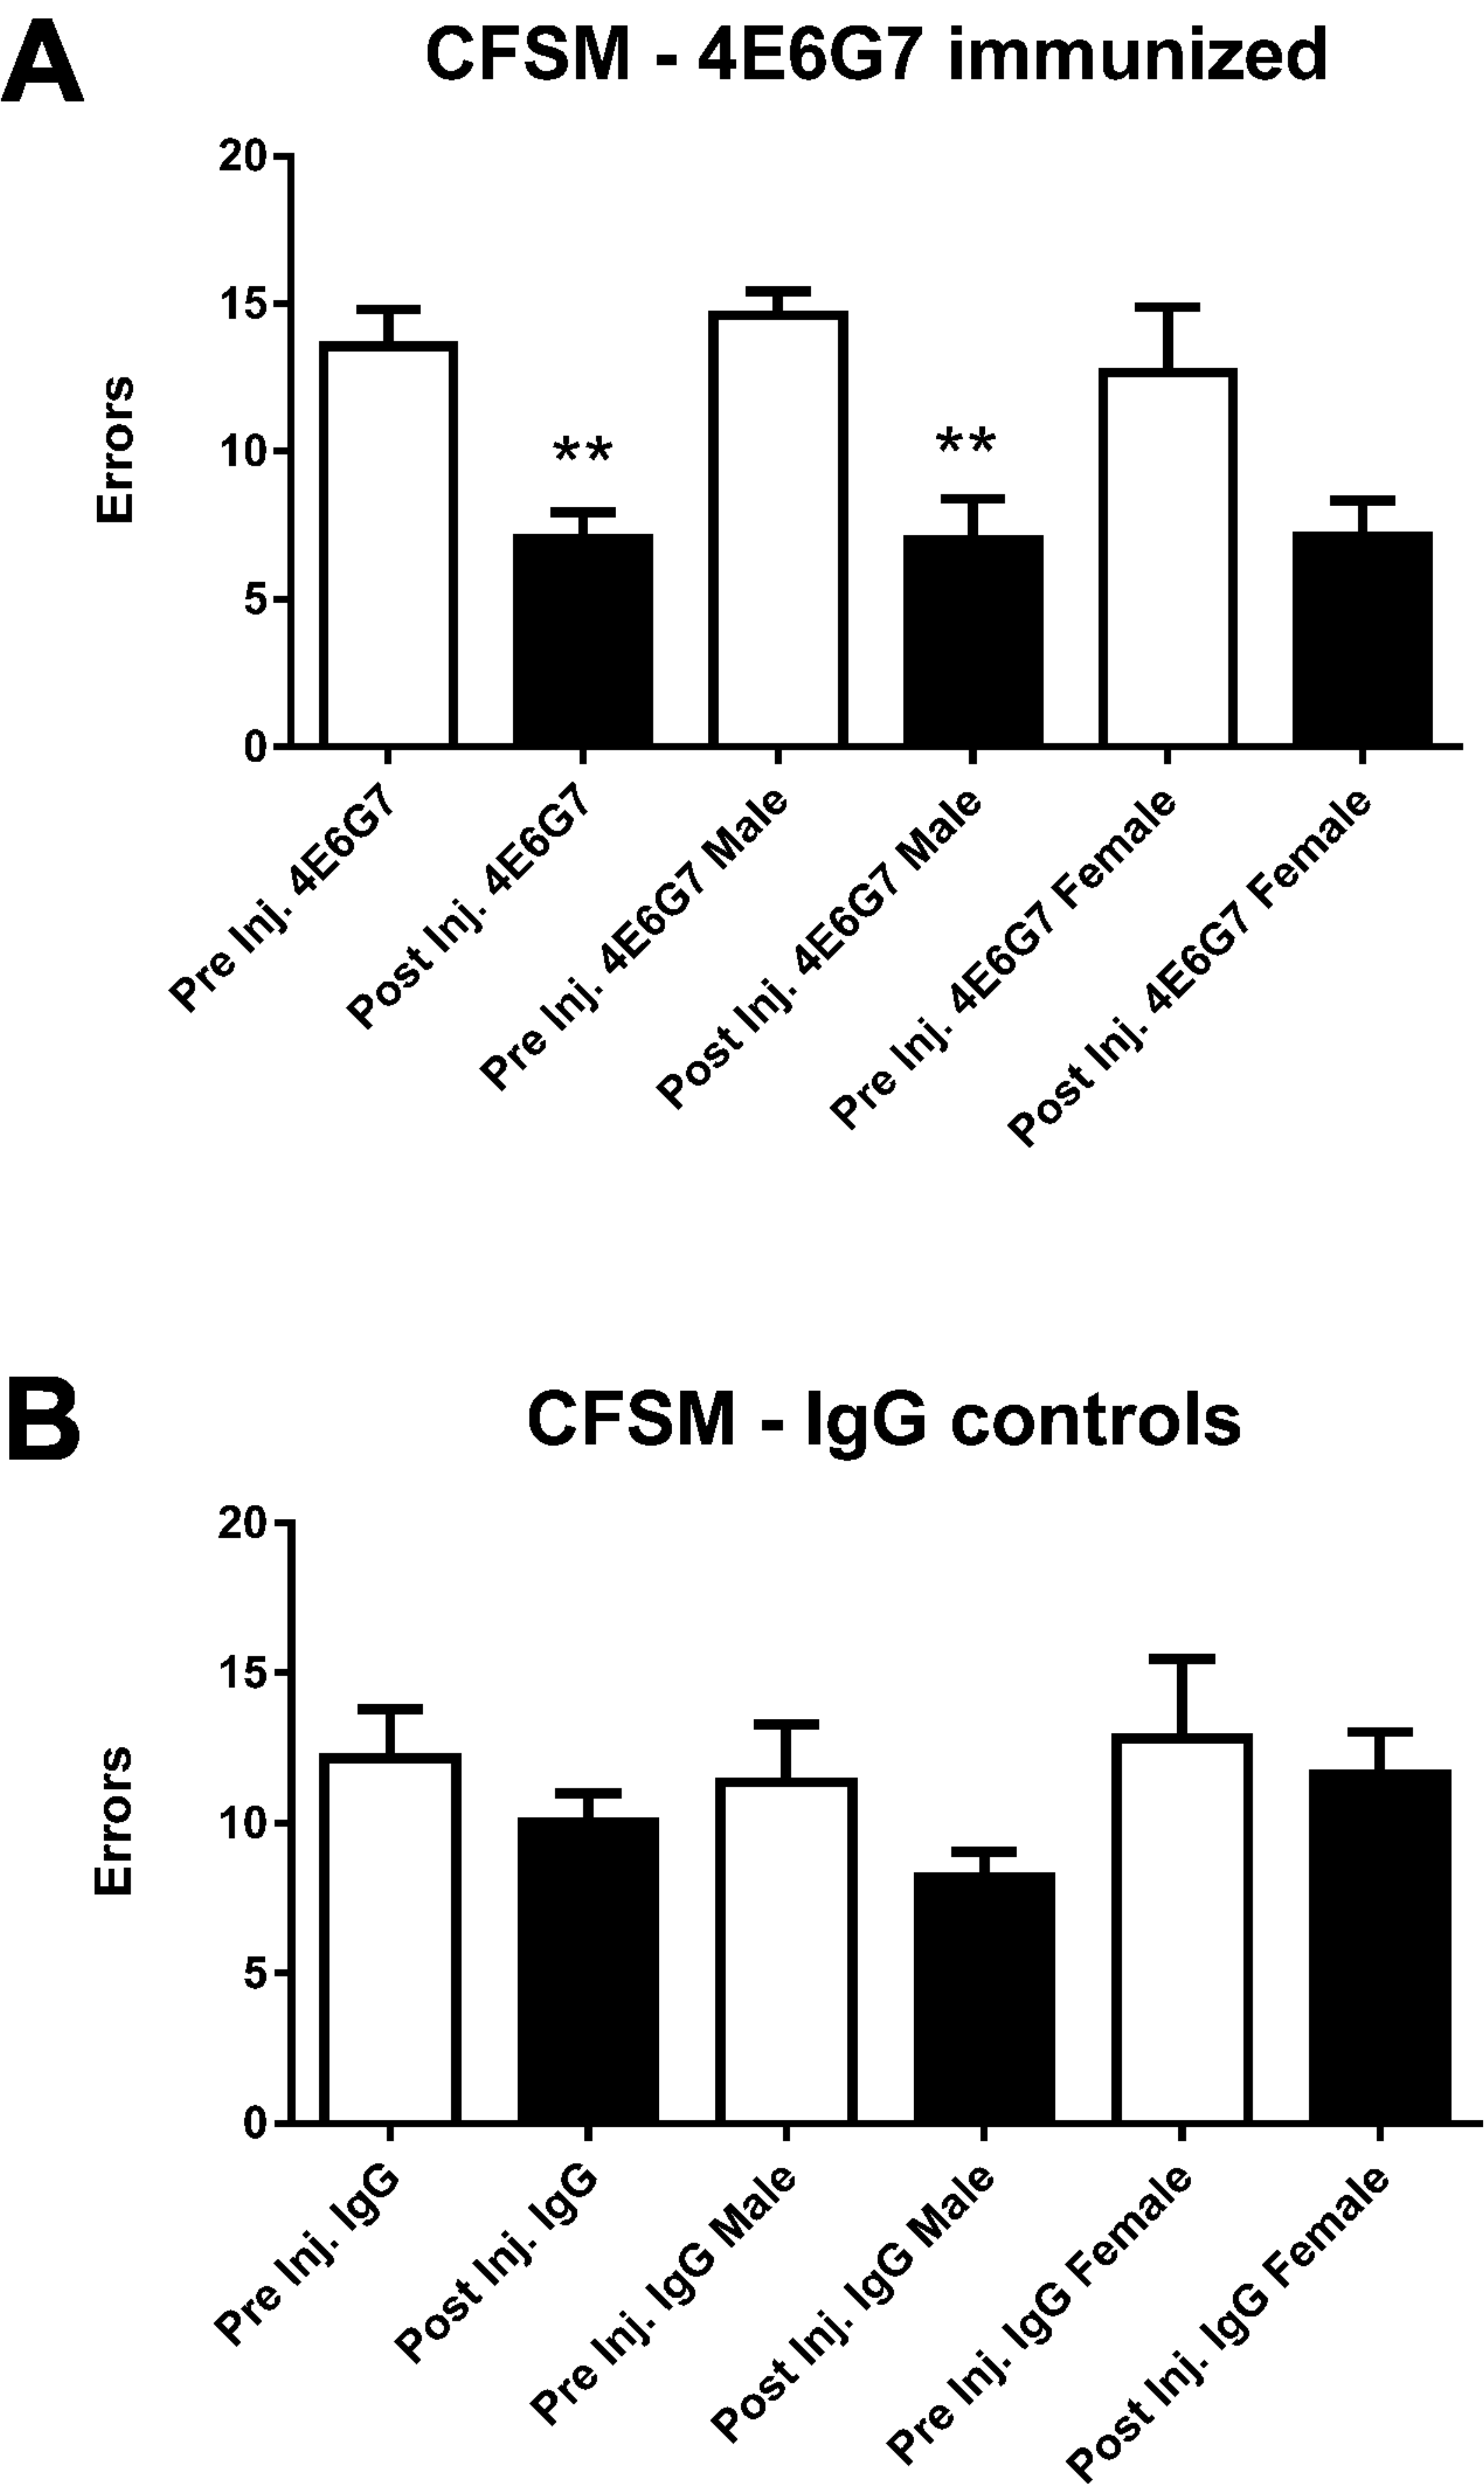 A
CFSM - 4E6G7 immunized
20
15
10
5
0
Errors
**
**
Pre Inj. 4E6G7
Post Inj. 4E6G7
Pre Inj. 4E6G7 Male
Post Inj. 4E6G7 Male
Pre Inj. 4E6G7 Female
Post Inj. 4E6G7 Female
B
CFSM - IgG controls
20
15
10
5
0
Errors
Pre Inj. IgG
Post Inj. IgG
Pre Inj. IgG Male
Post Inj. IgG Male
Pre Inj. IgG Female
Post Inj. IgG Female